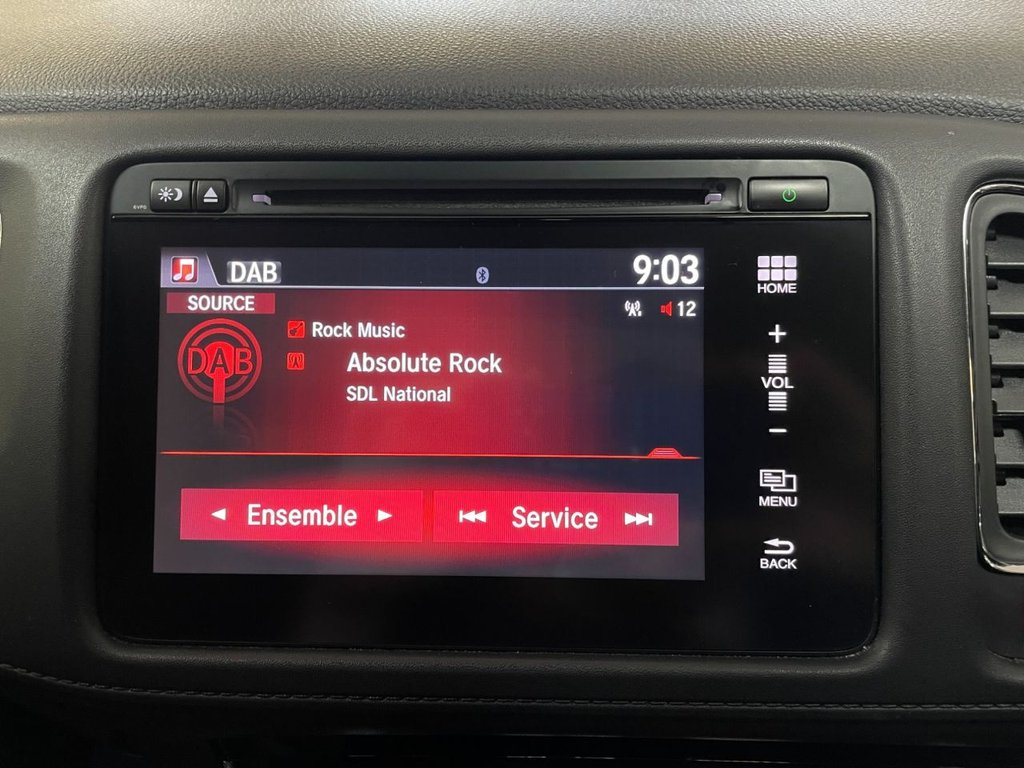 DAB
9:03
HOME
SOURCE
12
Rock Music
DAB
Absolute Rock
SDL National
VOL
Ensemble
Service
MENU
BACK